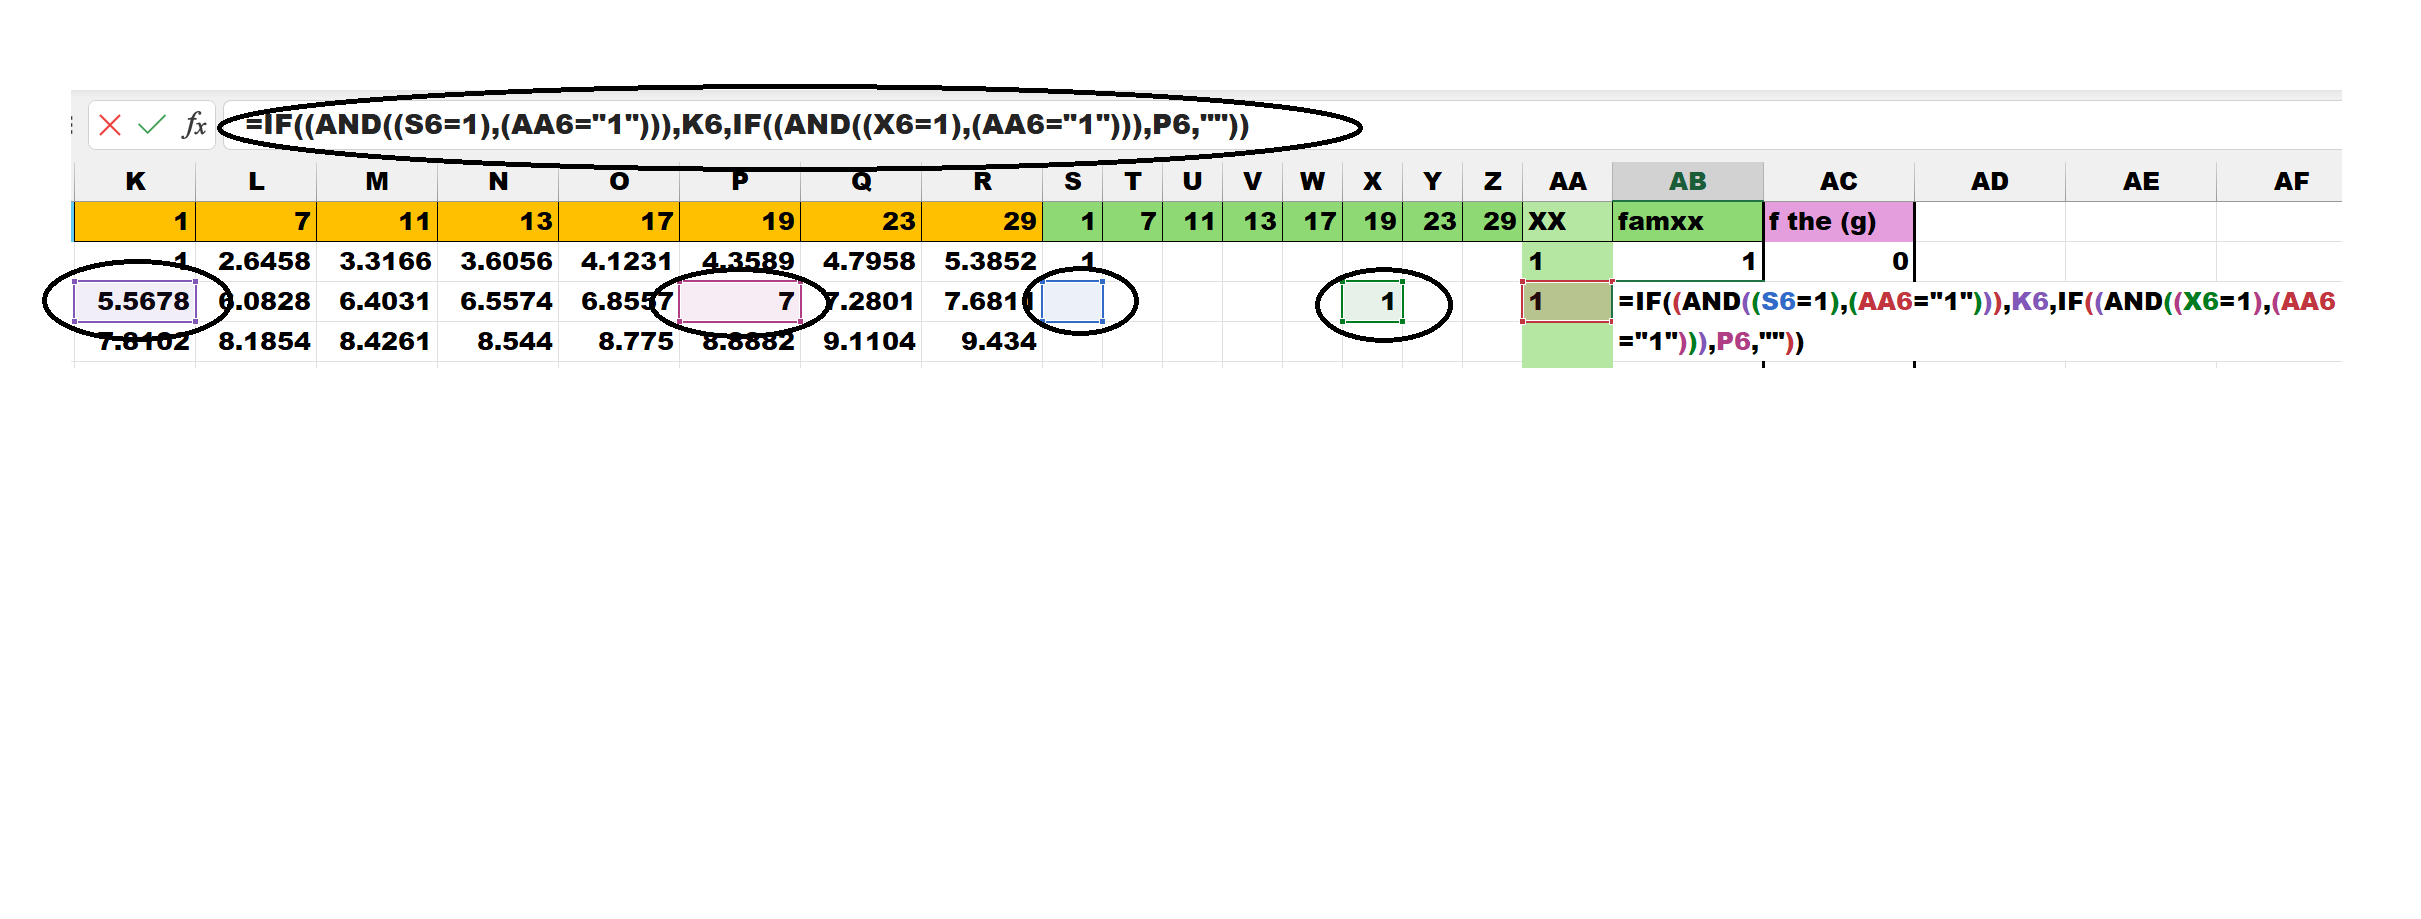 fx =IF((AND((S6=1),(AA6="1"))),K6,IF((AND((X6=1),(AA6="1"))),P6,""))
K L M N O P Q R S T U V W X Y Z AA AB AC AD AE AF
1 7 11 13 17 19 23 29 1 7 11 13 17 19 23 29 XX famxx f the (g)
1 2.6458 3.3166 3.6056 4.1231 4.3589 4.7958 5.3852 1 1 1 0
5.5678 6.0828 6.4031 6.5574 6.8557 7 7.2801 7.6811 1 1 =IF((AND((S6=1),(AA6="1"))),K6,IF((AND((X6=1),(AA6
7.8102 8.1854 8.4261 8.544 8.775 8.8882 9.1104 9.434 ="1"))),P6,""))